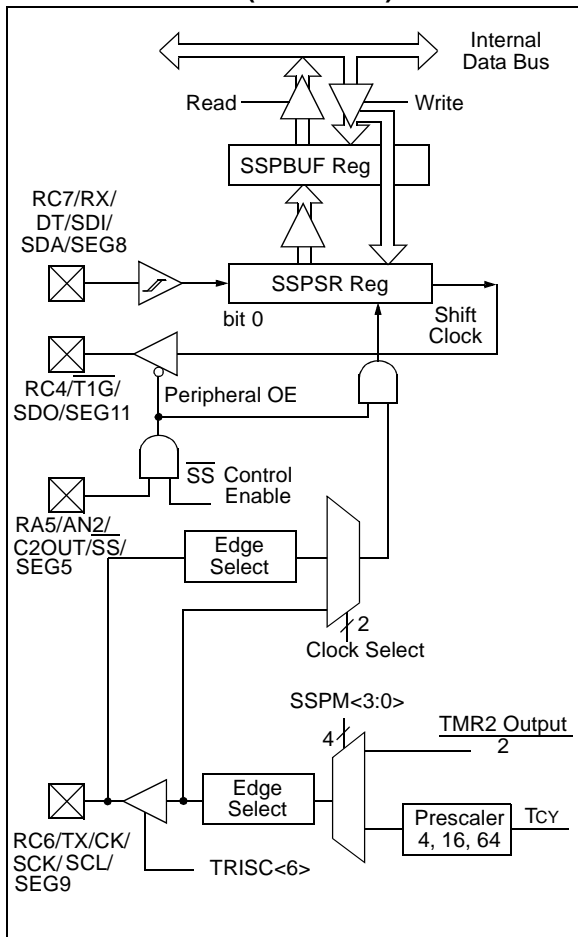 Internal
Data Bus
Read
Write
SSPBUF Reg
RC7/RX/
DT/SDI/
SDA/SEG8
SSPSR Reg
bit 0
Shift
Clock
RC4/T1G/
SDO/SEG11
Peripheral OE
SS Control
Enable
RA5/AN2/
C2OUT/SS/
SEG5
Edge
Select
2
Clock Select
SSPM<3:0>
4
TMR2 Output
2
Edge
Select
Prescaler
4, 16, 64
TCY
RC6/TX/CK/
SCK/SCL/
SEG9
TRISC<6>